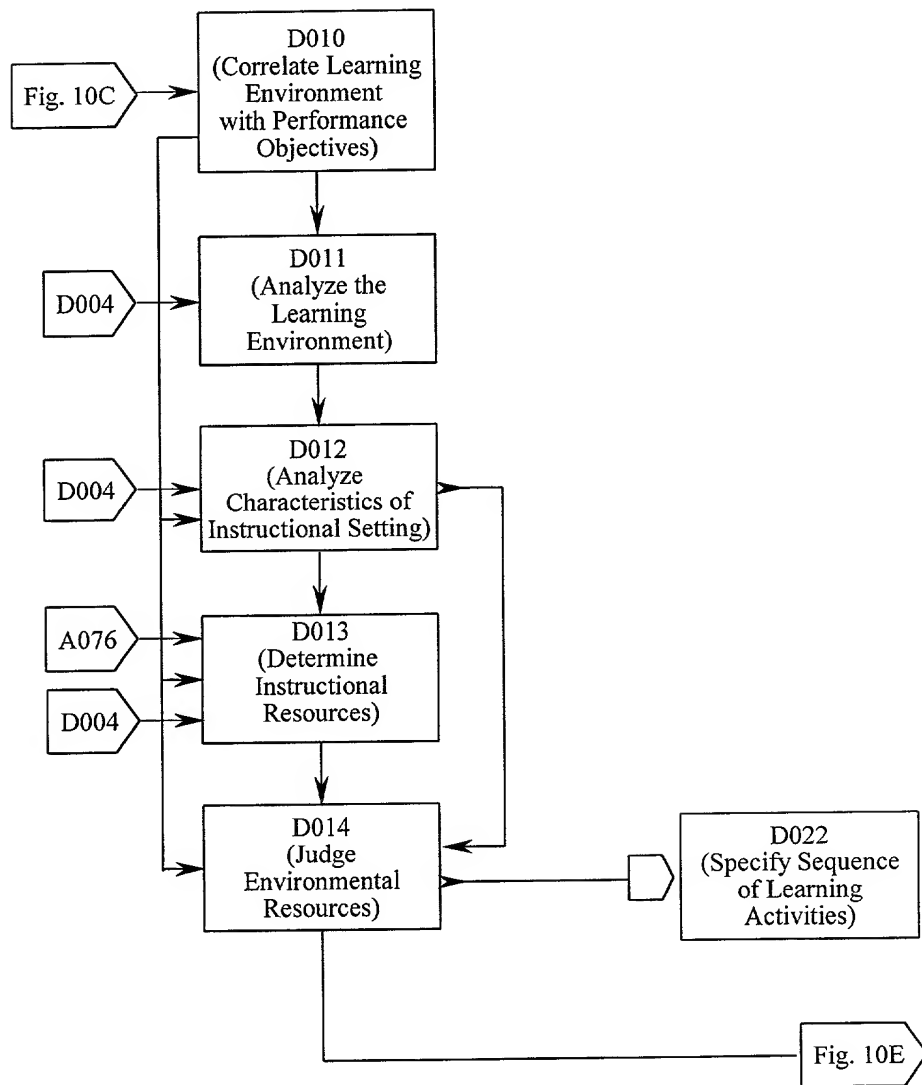 D010
(Correlate Learning
Environment
with Performance
Objectives)
Fig. 10C
D011
(Analyze the
Learning
Environment)
D004
D012
(Analyze
Characteristics of
Instructional Setting)
D004
A076
D013
(Determine
Instructional
Resources)
D004
D014
(Judge
Environmental
Resources)
D022
(Specify Sequence
of Learning
Activities)
Fig. 10E